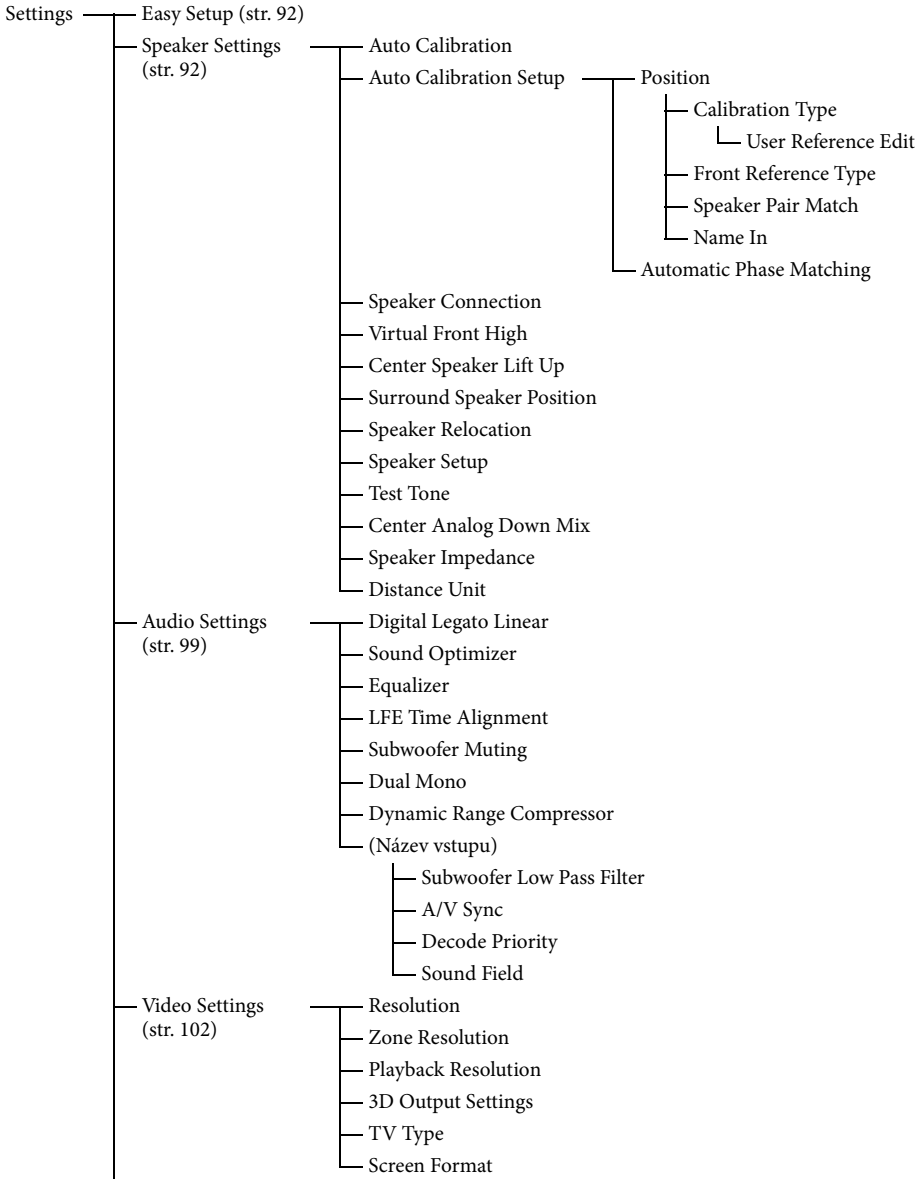 Settings
Easy Setup (str. 92)
Speaker Settings
(str. 92)
Auto Calibration
Auto Calibration Setup
Position
Calibration Type
User Reference Edit
Front Reference Type
Speaker Pair Match
Name In
Automatic Phase Matching
Speaker Connection
Virtual Front High
Center Speaker Lift Up
Surround Speaker Position
Speaker Relocation
Speaker Setup
Test Tone
Center Analog Down Mix
Speaker Impedance
Distance Unit
Audio Settings
(str. 99)
Digital Legato Linear
Sound Optimizer
Equalizer
LFE Time Alignment
Subwoofer Muting
Dual Mono
Dynamic Range Compressor
(Název vstupu)
Subwoofer Low Pass Filter
A/V Sync
Decode Priority
Sound Field
Video Settings
(str. 102)
Resolution
Zone Resolution
Playback Resolution
3D Output Settings
TV Type
Screen Format